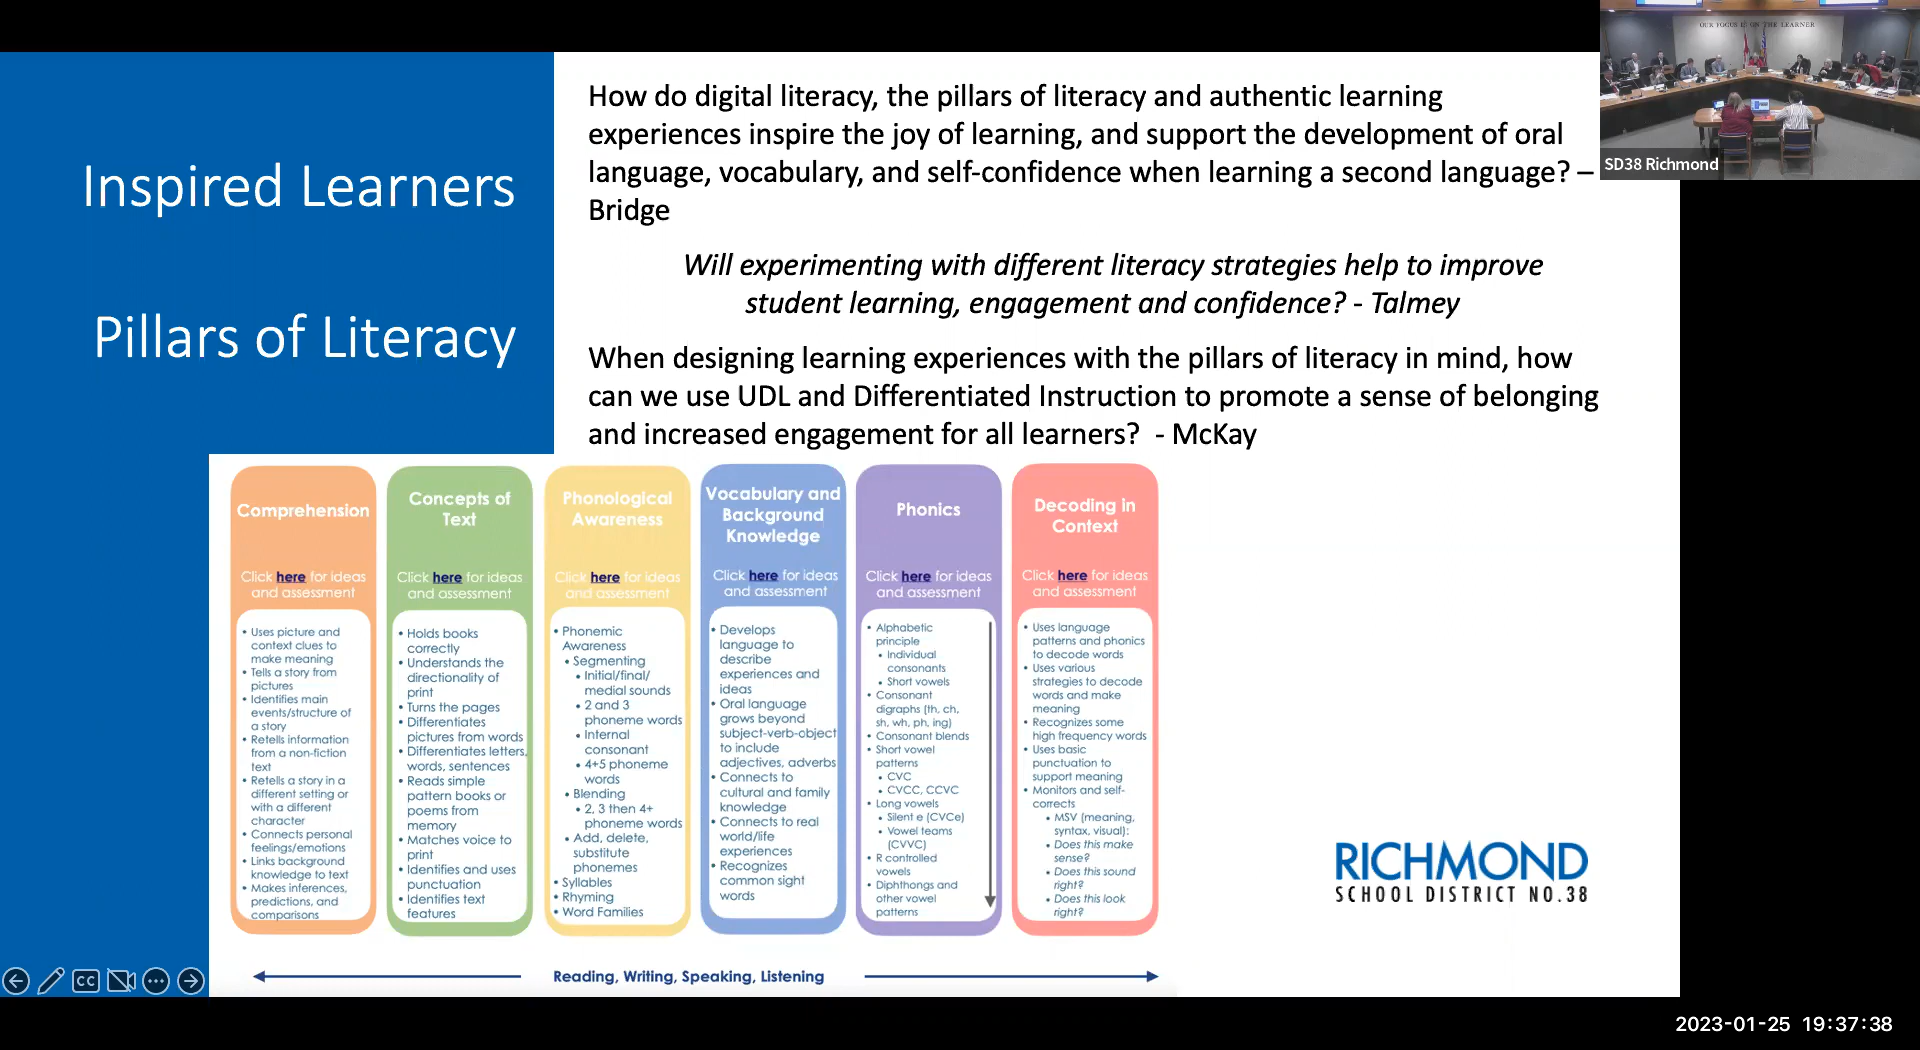 OUR FOCUS IS ON THE LEARNER
SD38 Richmond
Inspired Learners
Pillars of Literacy
How do digital literacy, the pillars of literacy and authentic learning
experiences inspire the joy of learning, and support the development of oral
language, vocabulary, and self-confidence when learning a second language? –
Bridge
Will experimenting with different literacy strategies help to improve
student learning, engagement and confidence? - Talmey
When designing learning experiences with the pillars of literacy in mind, how
can we use UDL and Differentiated Instruction to promote a sense of belonging
and increased engagement for all learners?  - McKay
Comprehension
Click here for ideas
and assessment
• Uses picture and
context clues to
make meaning
• Tells a story from
pictures
• Identifies main
events/structure of
a story
• Retells information
from a non-fiction
text
• Retells a story in a
different setting or
with a different
character
• Connects personal
feelings/emotions
• Links background
knowledge to text
• Makes inferences,
predictions, and
comparisons
Concepts of
Text
Click here for ideas
and assessment
• Holds books
correctly
• Understands the
directionality of
print
• Turns the pages
• Differentiates
pictures from words
• Differentiates letters,
words, sentences
• Reads simple
pattern books or
poems from
memory
• Matches voice to
print
• Identifies and uses
punctuation
• Identifies text
features
Phonological
Awareness
Click here for ideas
and assessment
• Phonemic
Awareness
• Segmenting
• Initial/final/
medial sounds
• 2 and 3
phoneme words
• Internal
consonant
• 4+5 phoneme
words
• Blending
• 2, 3 then 4+
phoneme words
• Add, delete,
substitute
phonemes
• Syllables
• Rhyming
• Word Families
Vocabulary and
Background
Knowledge
Click here for ideas
and assessment
• Develops
language to
describe
experiences and
ideas
• Oral language
grows beyond
subject-verb-object
to include
adjectives, adverbs
• Connects to
cultural and family
knowledge
• Connects to real
world/life
experiences
• Recognizes
common sight
words
Phonics
Click here for ideas
and assessment
• Alphabetic
principle
• Individual
consonants
• Short vowels
• Consonant
digraphs (th, ch,
sh, wh, ph, ing)
• Consonant blends
• Short vowel
patterns
• CVC
• CVCC, CCVC
• Long vowels
• Silent e (CVCe)
• Vowel teams
(CVVC)
• R controlled
vowels
• Diphthongs and
other vowel
patterns
Decoding in
Context
Click here for ideas
and assessment
• Uses language
patterns and phonics
to decode words
• Uses various
strategies to decode
words and make
meaning
• Recognizes some
high frequency words
• Uses basic
punctuation to
support meaning
• Monitors and self-
corrects
• MSV (meaning,
syntax, visual):
• Does this make
sense?
• Does this sound
right?
• Does this look
right?
Reading, Writing, Speaking, Listening
RICHMOND
SCHOOL DISTRICT NO.38
CC
2023-01-25 19:37:38